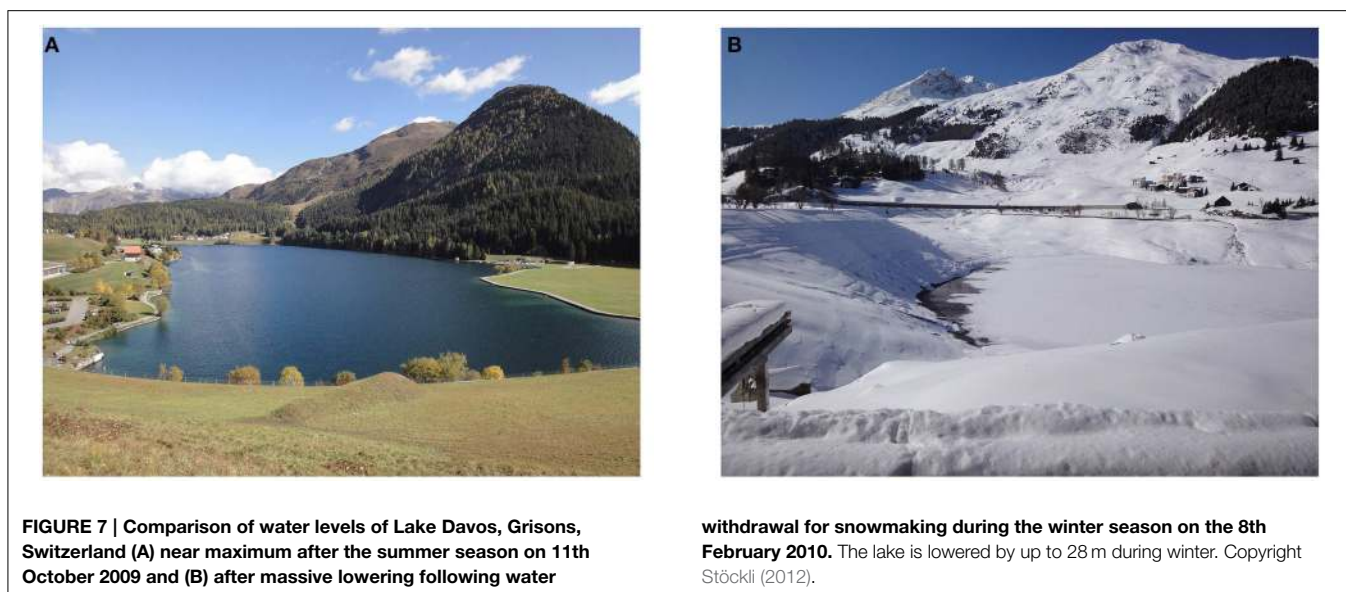 A
B
FIGURE 7 | Comparison of water levels of Lake Davos, Grisons,
Switzerland (A) near maximum after the summer season on 11th
October 2009 and (B) after massive lowering following water
withdrawal for snowmaking during the winter season on the 8th
February 2010. The lake is lowered by up to 28 m during winter. Copyright
Stöckli (2012).